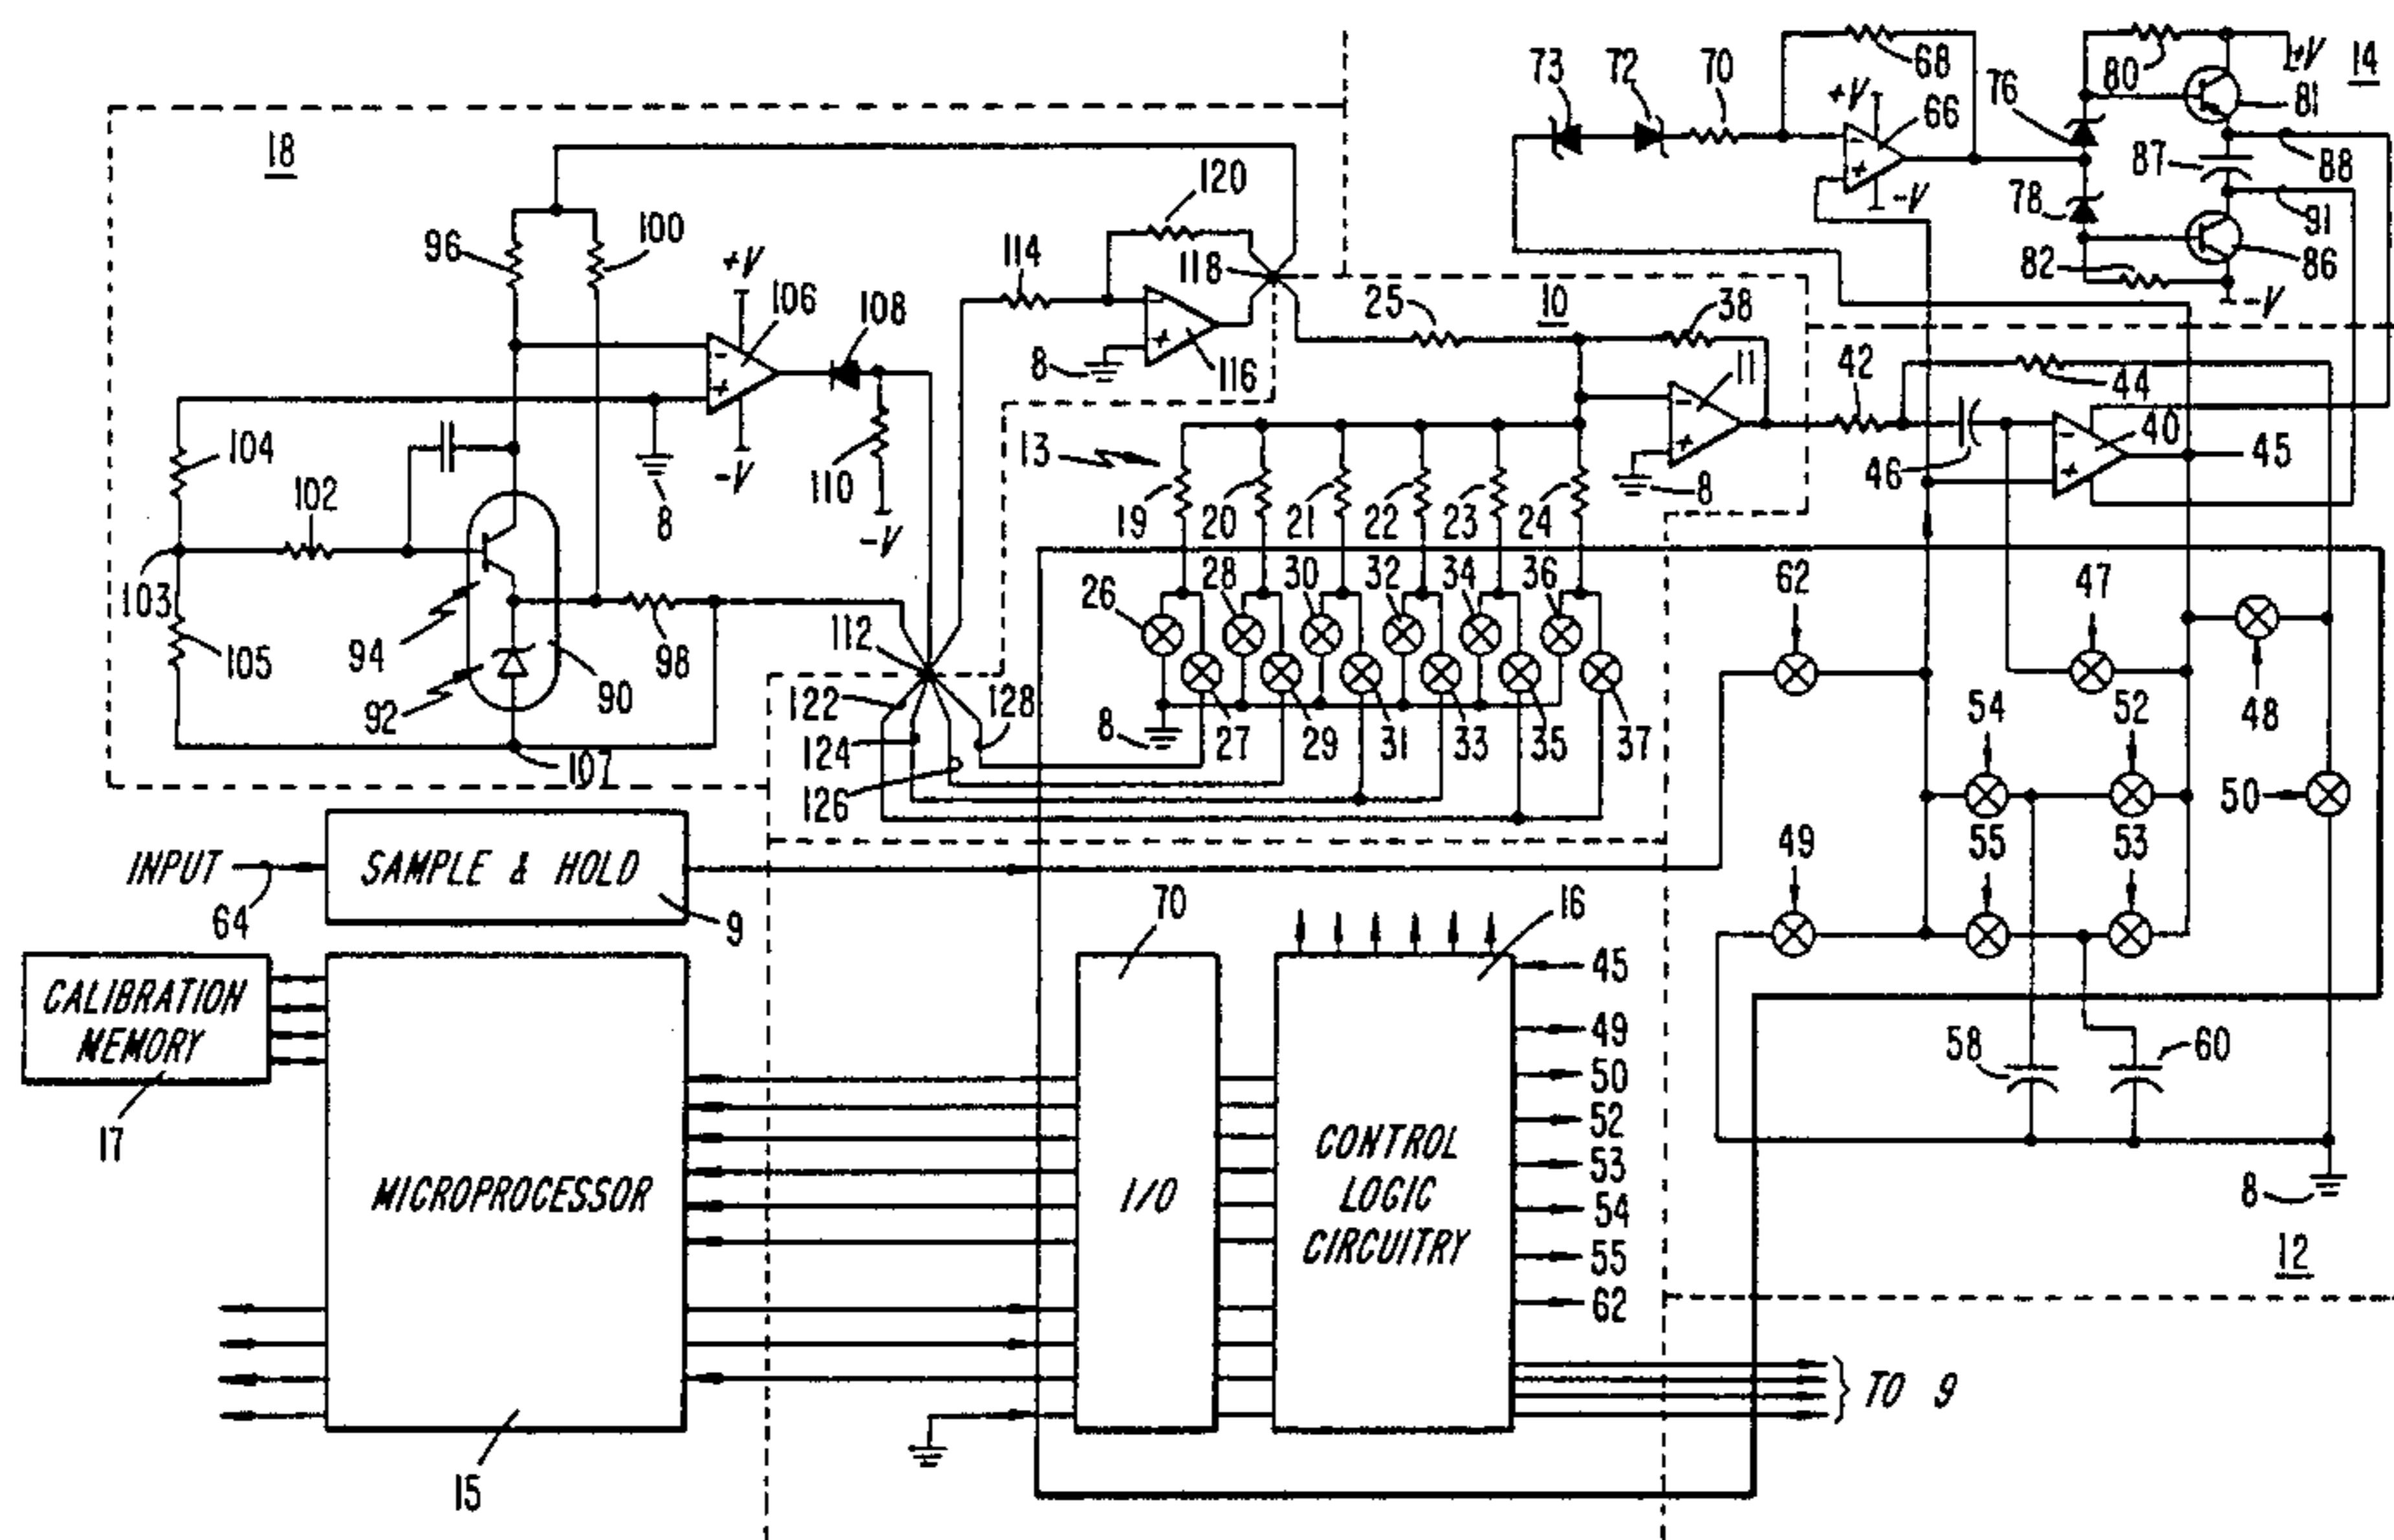 73 72 70 68 +V 66 -V 76 80 +V 14 81 87 88 78 91 82 86 -V
18 96 100 +V 106 108 114 120 118 8 116 25 10 38 11 42 44
104 -V 110 -V 13 8 46 40 45
102 8 19 20 21 22 23 24
103 26 28 30 32 34 36 62 47
105 94 92 90 98 112 122 128 8 27 29 31 33 35 37 48
107 124 126 54 52 50
INPUT 64 SAMPLE & HOLD 9 49 55 53
70 16
CALIBRATION
MEMORY
17
MICROPROCESSOR
15
I/O
CONTROL
LOGIC
CIRCUITRY
45
49
50
52
53
54
55
62
TO 9
58 60
8
12